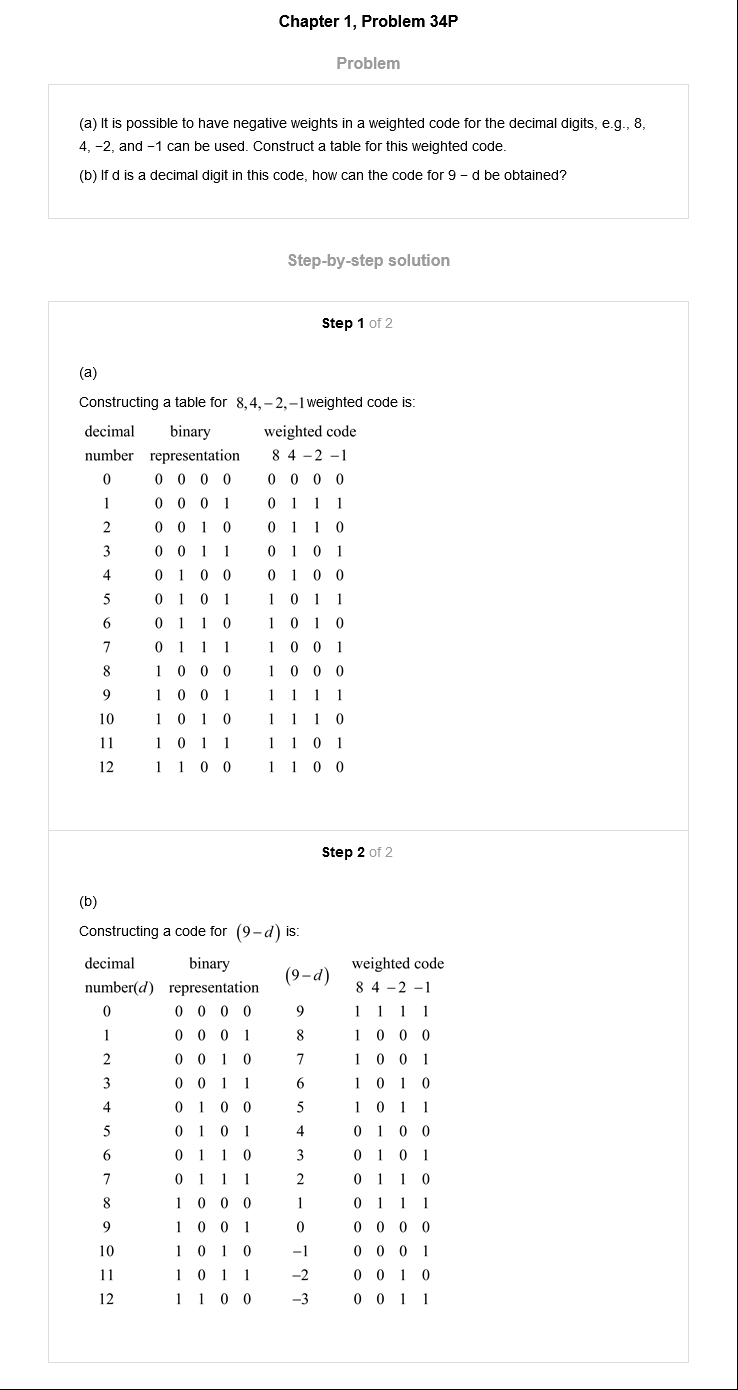 Chapter 1, Problem 34P
Problem
(a) It is possible to have negative weights in a weighted code for the decimal digits, e.g., 8,
4, −2, and −1 can be used. Construct a table for this weighted code.
(b) If d is a decimal digit in this code, how can the code for 9 − d be obtained?
Step-by-step solution
Step 1 of 2
(a)
Constructing a table for 8,4,−2,−1 weighted code is:
decimal binary weighted code
number representation 8 4 −2 −1
0 0 0 0 0 0 0 0 0
1 0 0 0 1 0 1 1 1
2 0 0 1 0 0 1 1 0
3 0 0 1 1 0 1 0 1
4 0 1 0 0 0 1 0 0
5 0 1 0 1 1 0 1 1
6 0 1 1 0 1 0 1 0
7 0 1 1 1 1 0 0 1
8 1 0 0 0 1 0 0 0
9 1 0 0 1 1 1 1 1
10 1 0 1 0 1 1 1 0
11 1 0 1 1 1 1 0 1
12 1 1 0 0 1 1 0 0
Step 2 of 2
(b)
Constructing a code for (9−d) is:
decimal binary (9−d) weighted code
number(d) representation 8 4 −2 −1
0 0 0 0 0 9 1 1 1 1
1 0 0 0 1 8 1 0 0 0
2 0 0 1 0 7 1 0 0 1
3 0 0 1 1 6 1 0 1 0
4 0 1 0 0 5 1 0 1 1
5 0 1 0 1 4 0 1 0 0
6 0 1 1 0 3 0 1 0 1
7 0 1 1 1 2 0 1 1 0
8 1 0 0 0 1 0 1 1 1
9 1 0 0 1 0 0 0 0 0
10 1 0 1 0 −1 0 0 0 1
11 1 0 1 1 −2 0 0 1 0
12 1 1 0 0 −3 0 0 1 1